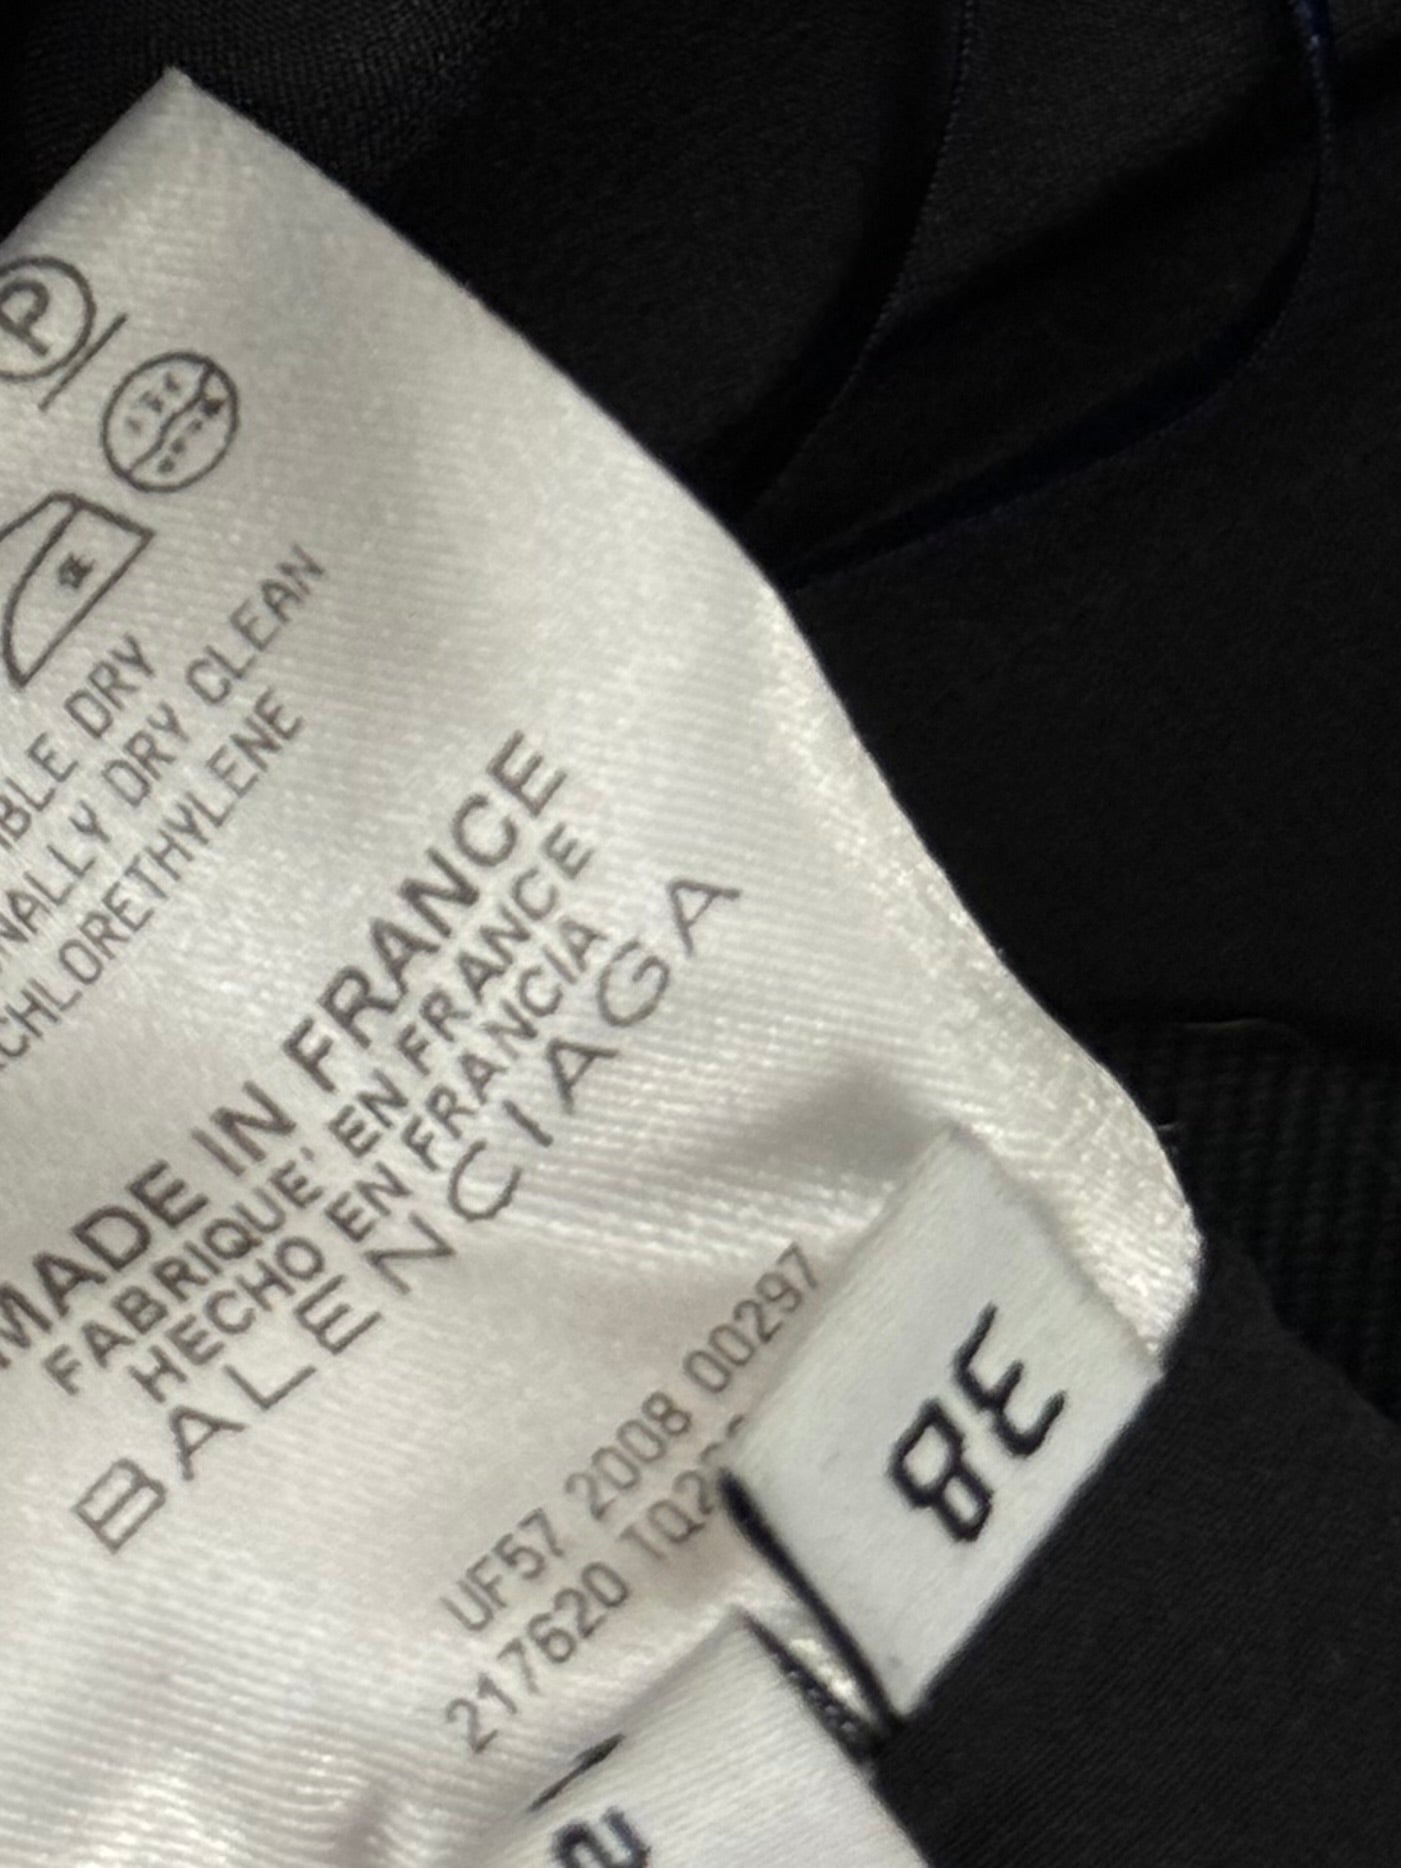 P
IBLE DRY
NALLY DRY CLEAN
CHLORETHYLENE
MADE IN FRANCE
FABRIQUE' EN FRANCE
HECHO EN FRANCIA
BALENCIAGA
UF57 2008 00297
217620 TQ2
38